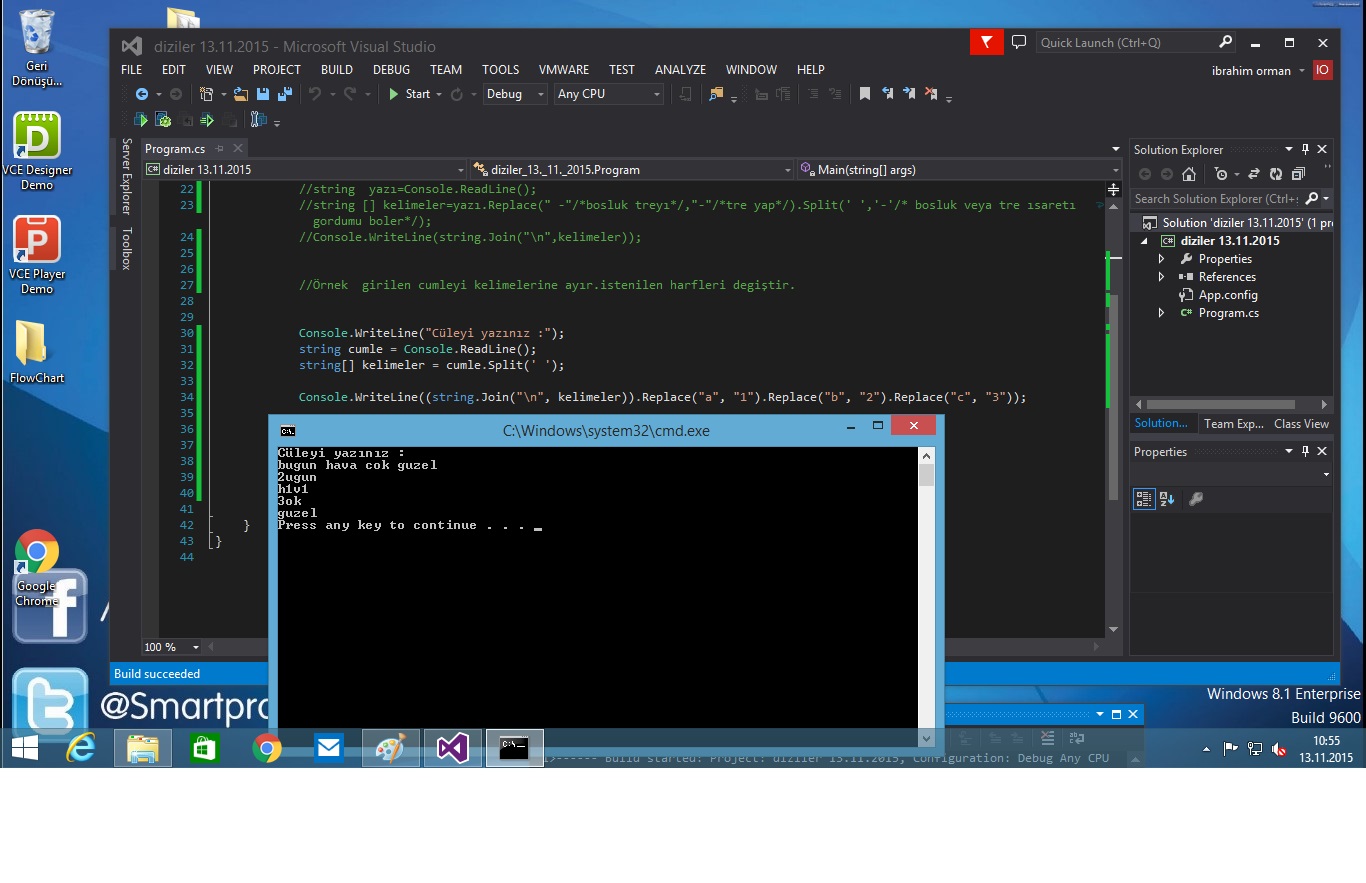 Geri
Dönüşü...
VCE Designer
Demo
VCE Player
Demo
FlowChart
Google
Chrome
@Smartpro
diziler 13.11.2015 - Microsoft Visual Studio
Quick Launch (Ctrl+Q)
FILE EDIT VIEW PROJECT BUILD DEBUG TEAM TOOLS VMWARE TEST ANALYZE WINDOW HELP
ibrahim orman IO
Start Debug Any CPU
Server Explorer
Toolbox
Program.cs
diziler 13.11.2015 diziler_13._11._2015.Program Main(string[] args)
22 //string  yazı=Console.ReadLine();
23 //string [] kelimeler=yazı.Replace(" -"/*bosluk treyı*/,"-"/*tre yap*/).Split(' ','-'/* bosluk veya tre ısaretı
gordumu boler*/);
24 //Console.WriteLine(string.Join("\n",kelimeler));
25
26
27 //Örnek  girilen cumleyi kelimelerine ayır.istenilen harfleri degiştir.
28
29
30 Console.WriteLine("Cüleyi yazınız :");
31 string cumle = Console.ReadLine();
32 string[] kelimeler = cumle.Split(' ');
33
34 Console.WriteLine((string.Join("\n", kelimeler)).Replace("a", "1").Replace("b", "2").Replace("c", "3"));
35
36
37
38
39
40
41
42 }
43 }
44
100 %
Build succeeded
C:\Windows\system32\cmd.exe
Cüleyi yazınız :
bugun hava cok guzel
2ugun
h1v1
3ok
guzel
Press any key to continue . . . _
Solution Explorer
Search Solution Explorer (Ctrl+;
Solution 'diziler 13.11.2015' (1 pr
diziler 13.11.2015
Properties
References
App.config
Program.cs
Solution... Team Exp... Class View
Properties
Windows 8.1 Enterprise
Build 9600
1>------ Build started: Project: diziler 13.11.2015, Configuration: Debug Any CPU
10:55
13.11.2015